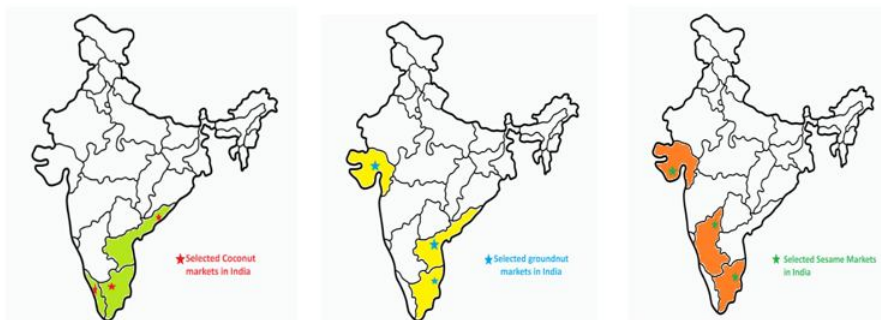 Selected Coconut
markets in India
Selected groundnut
markets in India
Selected Sesame Markets
in India